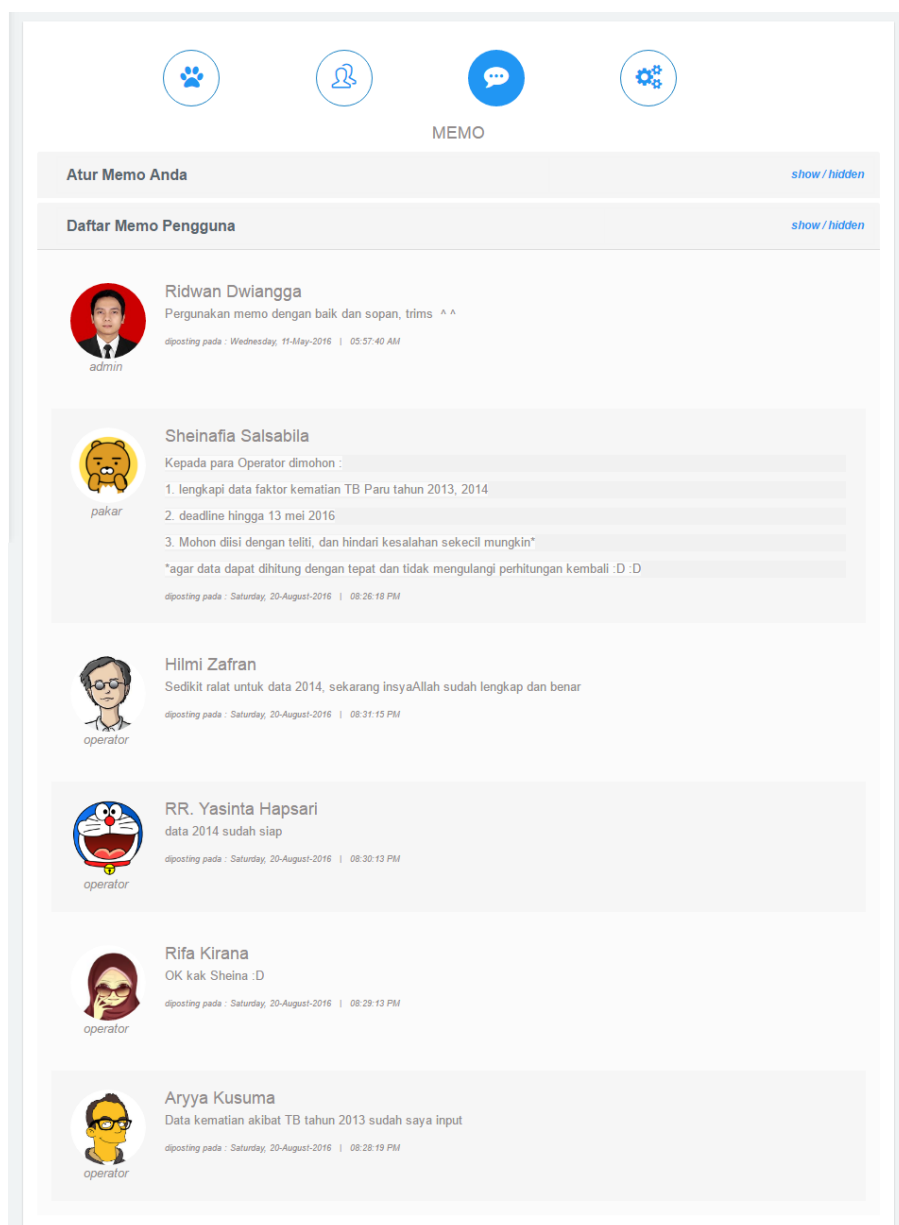 MEMO
Atur Memo Anda show / hidden
Daftar Memo Pengguna show / hidden
Ridwan Dwiangga
Pergunakan memo dengan baik dan sopan, trims ^ ^
diposting pada : Wednesday, 11-May-2016 | 05:57:40 AM
admin
Sheinafia Salsabila
Kepada para Operator dimohon :
1. lengkapi data faktor kematian TB Paru tahun 2013, 2014
2. deadline hingga 13 mei 2016
3. Mohon diisi dengan teliti, dan hindari kesalahan sekecil mungkin*
*agar data dapat dihitung dengan tepat dan tidak mengulangi perhitungan kembali :D :D
diposting pada : Saturday, 20-August-2016 | 08:26:18 PM
pakar
Hilmi Zafran
Sedikit ralat untuk data 2014, sekarang insyaAllah sudah lengkap dan benar
diposting pada : Saturday, 20-August-2016 | 08:31:15 PM
operator
RR. Yasinta Hapsari
data 2014 sudah siap
diposting pada : Saturday, 20-August-2016 | 08:30:13 PM
operator
Rifa Kirana
OK kak Sheina :D
diposting pada : Saturday, 20-August-2016 | 08:29:13 PM
operator
Aryya Kusuma
Data kematian akibat TB tahun 2013 sudah saya input
diposting pada : Saturday, 20-August-2016 | 08:28:19 PM
operator